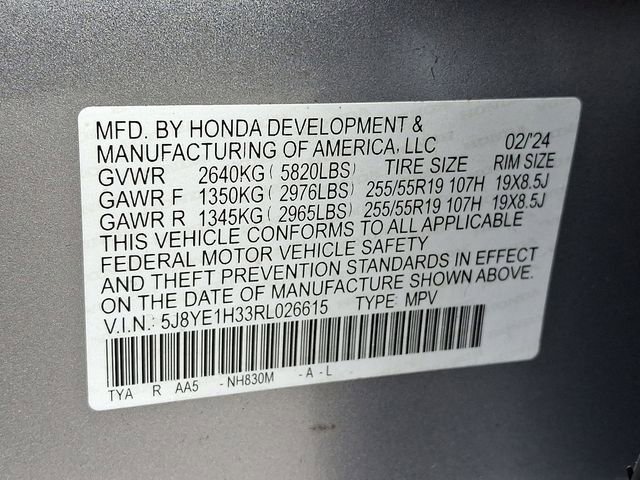 MFD. BY HONDA DEVELOPMENT &
MANUFACTURING OF AMERICA, LLC 02/'24
GVWR 2640KG ( 5820LBS) TIRE SIZE RIM SIZE
GAWR F 1350KG ( 2976LBS) 255/55R19 107H 19X8.5J
GAWR R 1345KG ( 2965LBS) 255/55R19 107H 19X8.5J
THIS VEHICLE CONFORMS TO ALL APPLICABLE
FEDERAL MOTOR VEHICLE SAFETY
AND THEFT PREVENTION STANDARDS IN EFFECT
ON THE DATE OF MANUFACTURE SHOWN ABOVE.
V.I.N.: 5J8YE1H33RL026615 TYPE: MPV
TYA R AA5 -NH830M -A-L